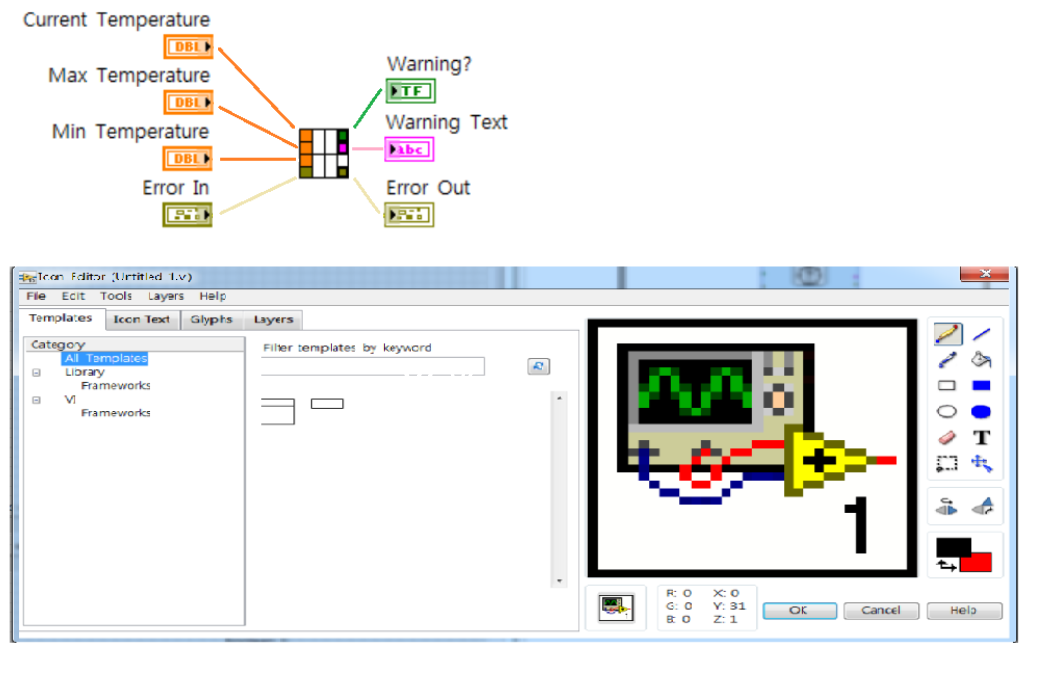 Current Temperature
DBL
Max Temperature
DBL
Min Temperature
DBL
Error In
Warning?
TF
Warning Text
abc
Error Out
Icon Editor (Untitled 1.v)
File Edit Tools Layers Help
Templates Icon Text Glyphs Layers
Category
All Templates
Library
Frameworks
VI
Frameworks
Filter templates by keyword
1
T
R: 0 X: 0
G: 0 Y: 31
B: 0 Z: 1
OK Cancel Help